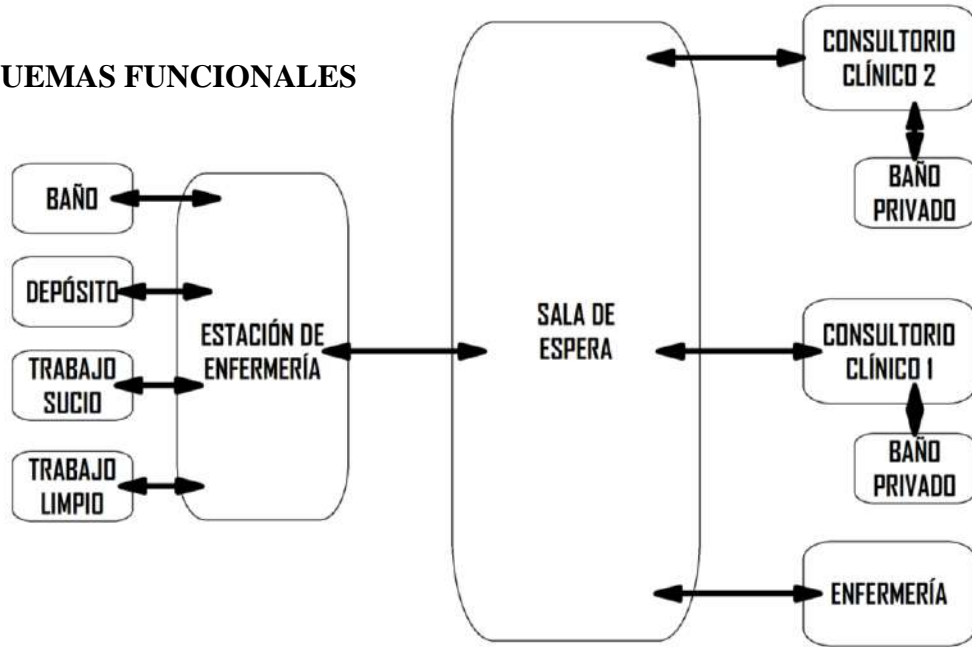 UEMAS FUNCIONALES
BAÑO
DEPÓSITO
TRABAJO
SUCIO
TRABAJO
LIMPIO
ESTACIÓN DE
ENFERMERÍA
SALA DE
ESPERA
CONSULTORIO
CLÍNICO 2
BAÑO
PRIVADO
CONSULTORIO
CLÍNICO 1
BAÑO
PRIVADO
ENFERMERÍA